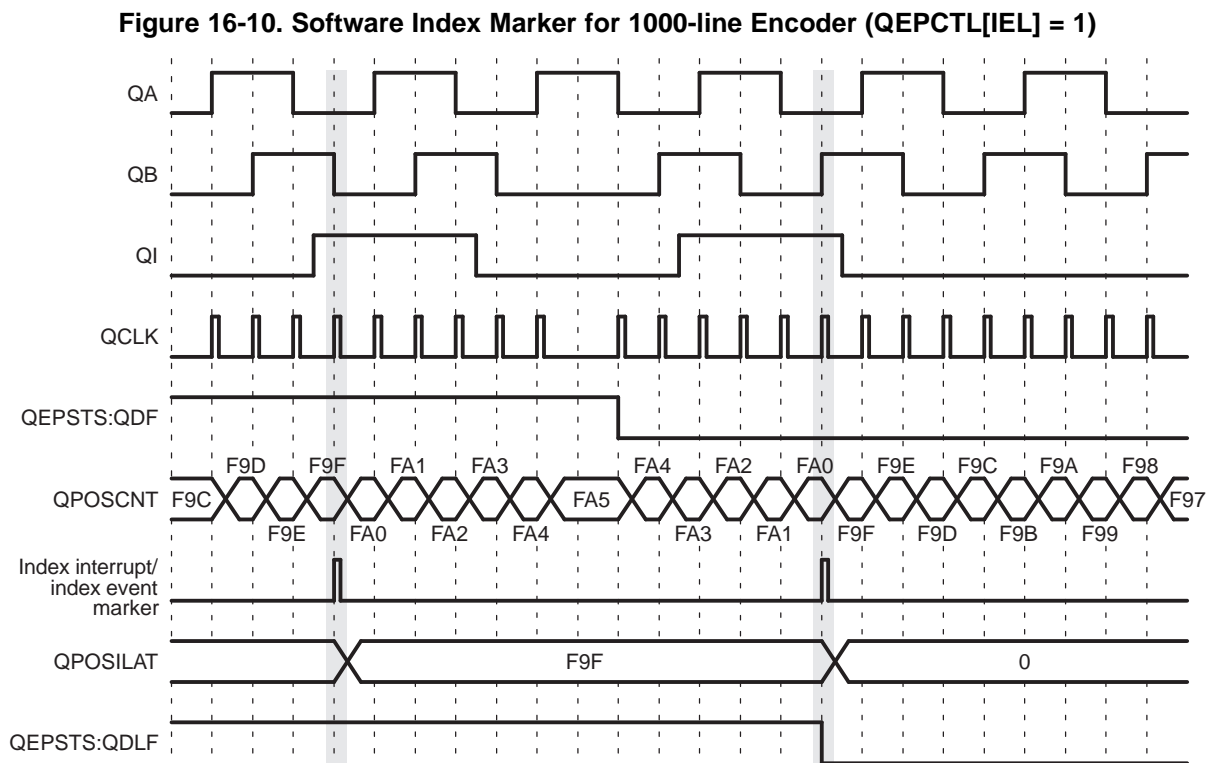 Figure 16-10. Software Index Marker for 1000-line Encoder (QEPCTL[IEL] = 1)
QA
QB
QI
QCLK
QEPSTS:QDF
F9D F9F FA1 FA3 FA4 FA2 FA0 F9E F9C F9A F98
QPOSCNT F9C FA5 F97
F9E FA0 FA2 FA4 FA3 FA1 F9F F9D F9B F99
Index interrupt/
index event
marker
QPOSILAT F9F 0
QEPSTS:QDLF